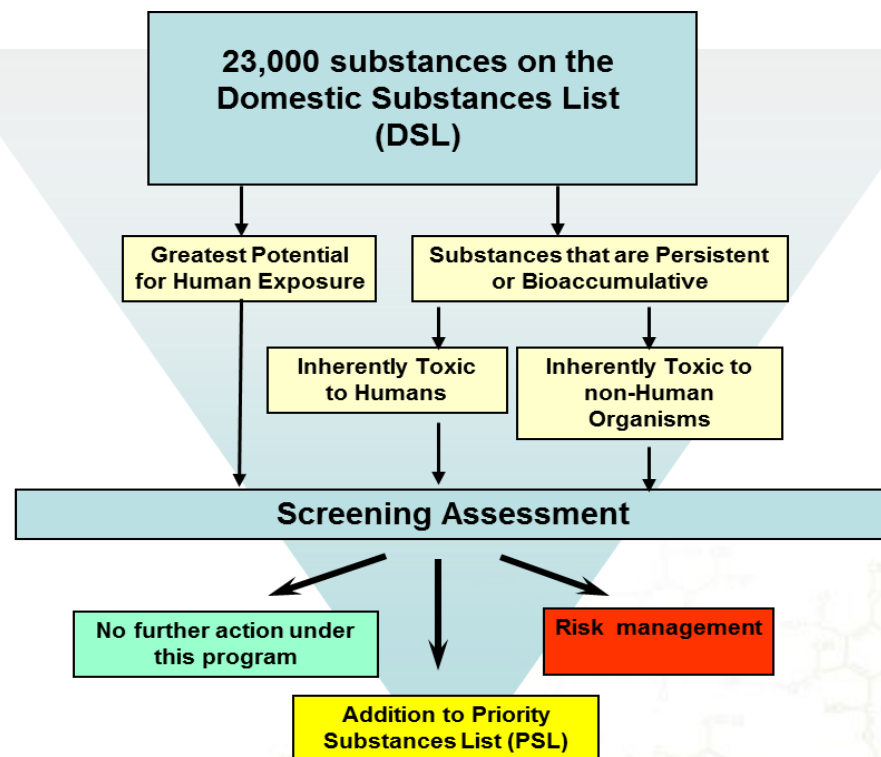 23,000 substances on the
Domestic Substances List
(DSL)
Greatest Potential
for Human Exposure
Substances that are Persistent
or Bioaccumulative
Inherently Toxic
to Humans
Inherently Toxic to
non-Human
Organisms
Screening Assessment
No further action under
this program
Risk management
Addition to Priority
Substances List (PSL)